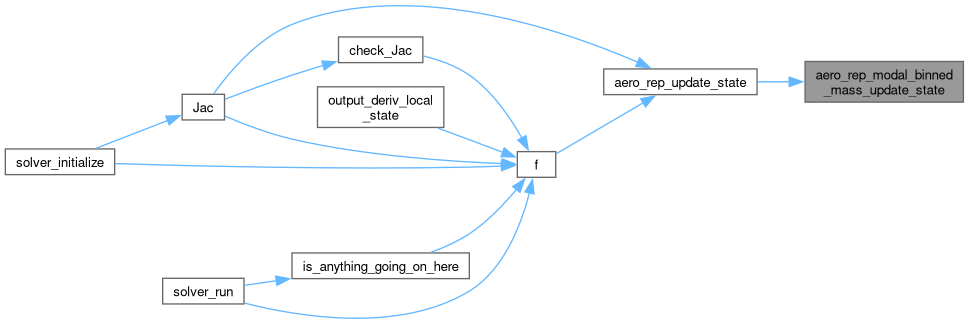 check_Jac
aero_rep_modal_binned
_mass_update_state
aero_rep_update_state
output_deriv_local
_state
Jac
solver_initialize
f
is_anything_going_on_here
solver_run